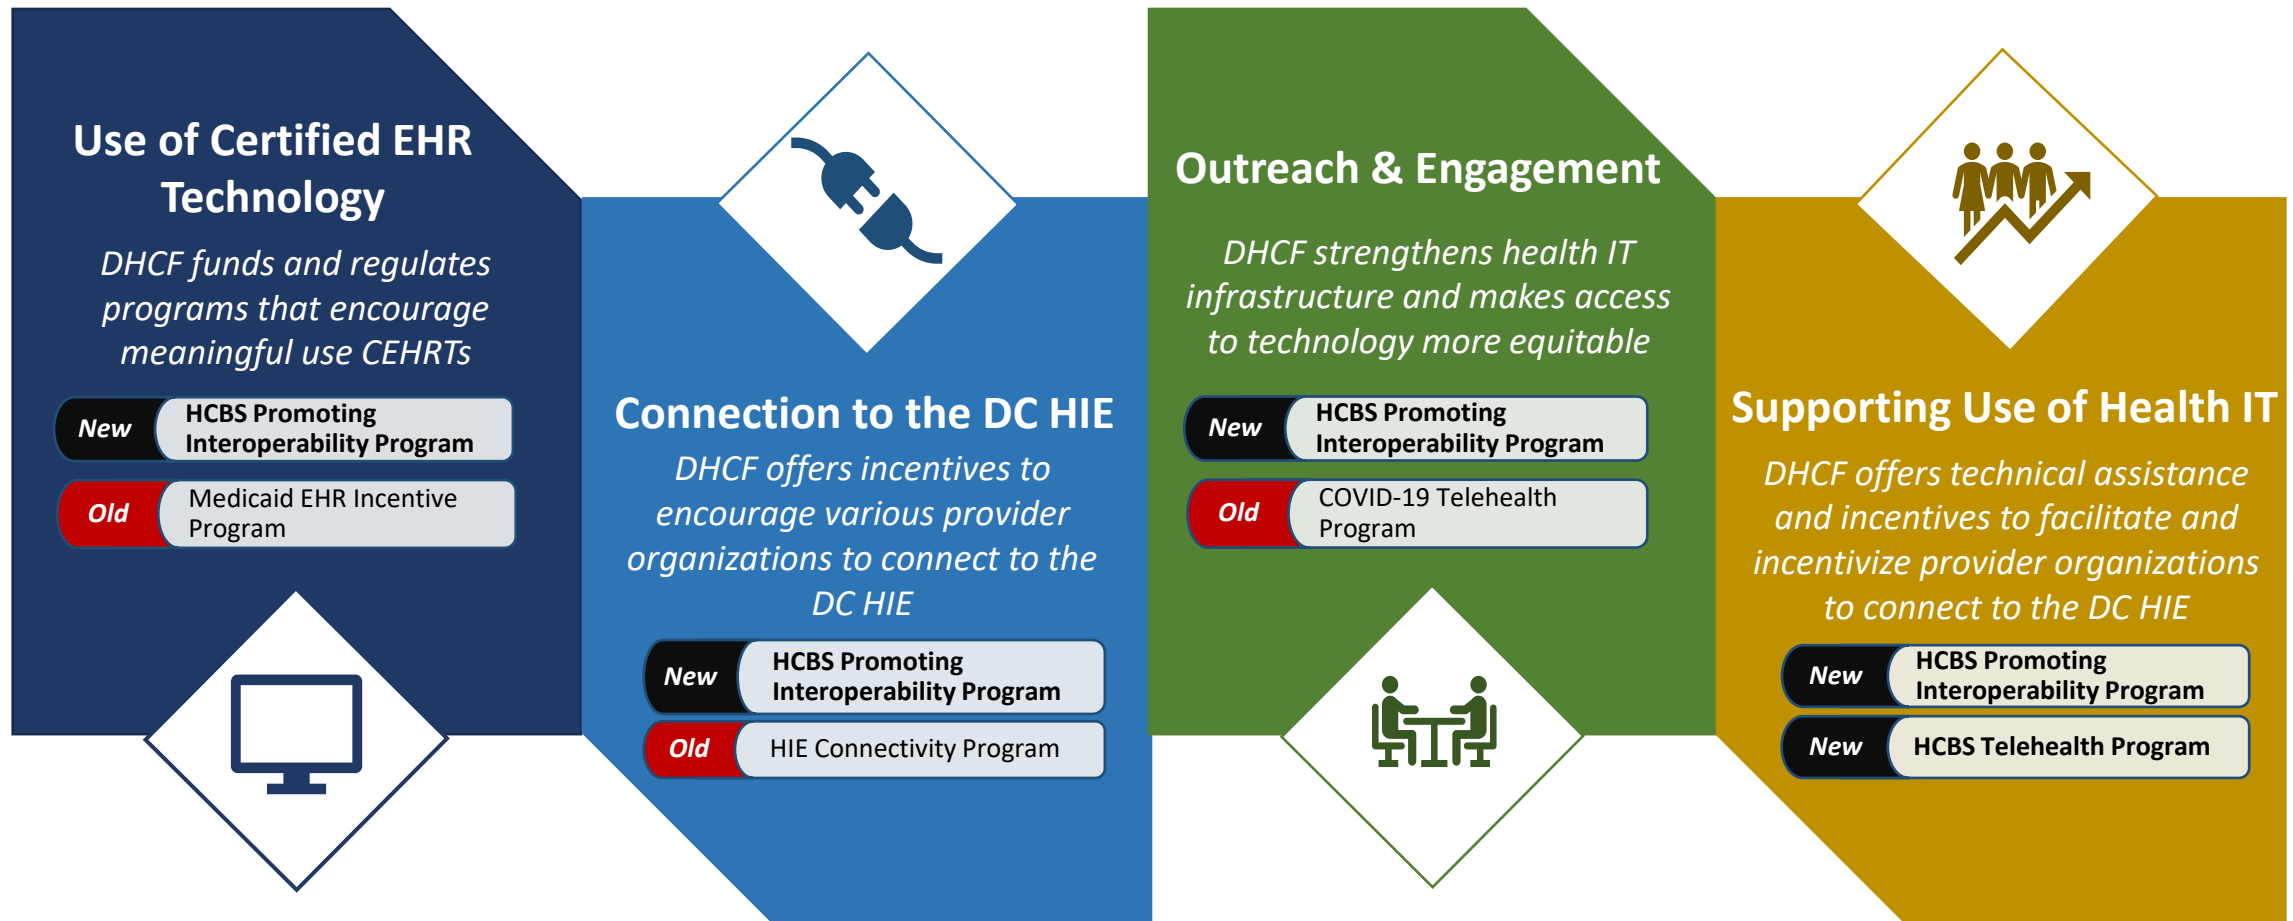 Use of Certified EHR
Technology
DHCF funds and regulates
programs that encourage
meaningful use CEHRTs
New
HCBS Promoting
Interoperability Program
Old
Medicaid EHR Incentive
Program
Connection to the DC HIE
DHCF offers incentives to
encourage various provider
organizations to connect to the
DC HIE
New
HCBS Promoting
Interoperability Program
Old
HIE Connectivity Program
Outreach & Engagement
DHCF strengthens health IT
infrastructure and makes access
to technology more equitable
New
HCBS Promoting
Interoperability Program
Old
COVID-19 Telehealth
Program
Supporting Use of Health IT
DHCF offers technical assistance
and incentives to facilitate and
incentivize provider organizations
to connect to the DC HIE
New
HCBS Promoting
Interoperability Program
New
HCBS Telehealth Program